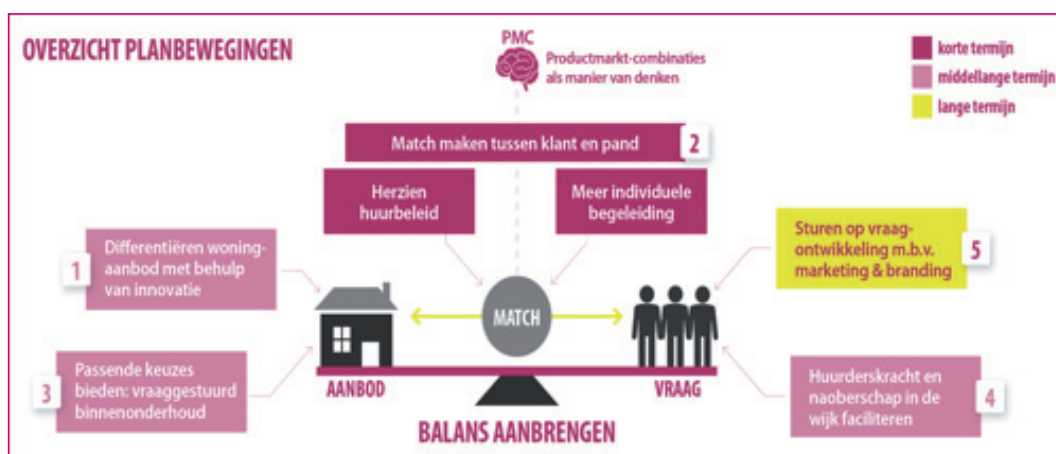 OVERZICHT PLANBEWEGINGEN
PMC
Productmarkt-combinaties
als manier van denken
korte termijn
middellange termijn
lange termijn
Match maken tussen klant en pand
2
Herzien
huurbeleid
Meer individuele
begeleiding
1
Differentiëren woning-
aanbod met behulp
van innovatie
Sturen op vraag-
ontwikkeling m.b.v.
marketing & branding
5
MATCH
3
Passende keuzes
bieden: vraaggestuurd
binnenonderhoud
AANBOD
VRAAG
Huurderskracht en
naoberschap in de
wijk faciliteren
4
BALANS AANBRENGEN